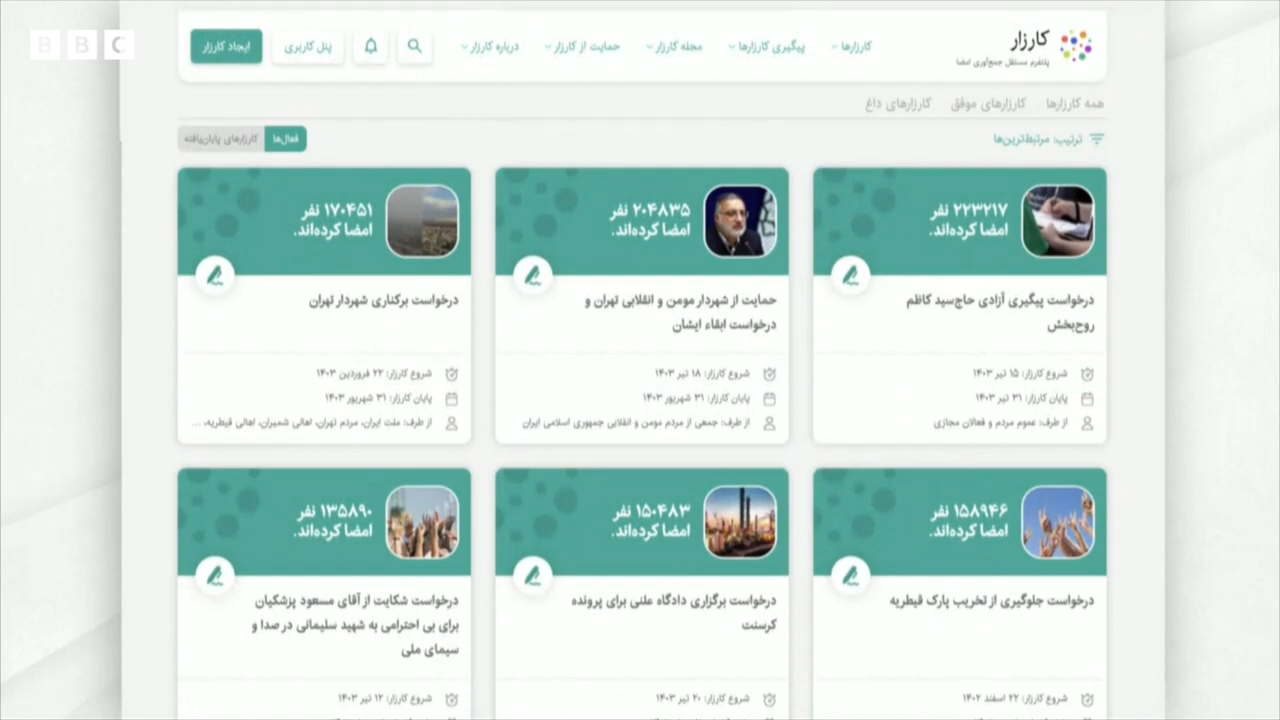 BBC
کارزار
پلتفرم مستقل جمع‌آوری امضا
کارزارها
پیگیری کارزارها
مجله کارزار
حمایت از کارزار
درباره کارزار
پنل کاربری
ایجاد کارزار
همه کارزارها
کارزارهای موفق
کارزارهای داغ
ترتیب: مرتبط‌ترین‌ها
فعال‌ها
کارزارهای پایان‌یافته
۲۲۳۲۱۷ نفر
امضا کرده‌اند.
درخواست پیگیری آزادی حاج‌سید کاظم
روح‌بخش
شروع کارزار: ۱۵ تیر ۱۴۰۳
پایان کارزار: ۳۱ تیر ۱۴۰۳
از طرف: عموم مردم و فعالان مجازی
۲۰۴۸۳۵ نفر
امضا کرده‌اند.
حمایت از شهردار مومن و انقلابی تهران و
درخواست ابقاء ایشان
شروع کارزار: ۱۸ تیر ۱۴۰۳
پایان کارزار: ۳۱ شهریور ۱۴۰۳
از طرف: جمعی از مردم مومن و انقلابی جمهوری اسلامی ایران
۱۷۰۴۵۱ نفر
امضا کرده‌اند.
درخواست برکناری شهردار تهران
شروع کارزار: ۲۲ فروردین ۱۴۰۳
پایان کارزار: ۳۱ شهریور ۱۴۰۳
از طرف: ملت ایران، مردم تهران، اهالی شمیران، اهالی قیطریه، ...
۱۵۸۹۴۶ نفر
امضا کرده‌اند.
درخواست جلوگیری از تخریب پارک قیطریه
شروع کارزار: ۲۲ اسفند ۱۴۰۲
۱۵۰۴۸۳ نفر
امضا کرده‌اند.
درخواست برگزاری دادگاه علنی برای پرونده
کرسنت
شروع کارزار: ۲۰ تیر ۱۴۰۳
۱۳۵۸۹۰ نفر
امضا کرده‌اند.
درخواست شکایت از آقای مسعود پزشکیان
برای بی احترامی به شهید سلیمانی در صدا و
سیمای ملی
شروع کارزار: ۱۲ تیر ۱۴۰۳